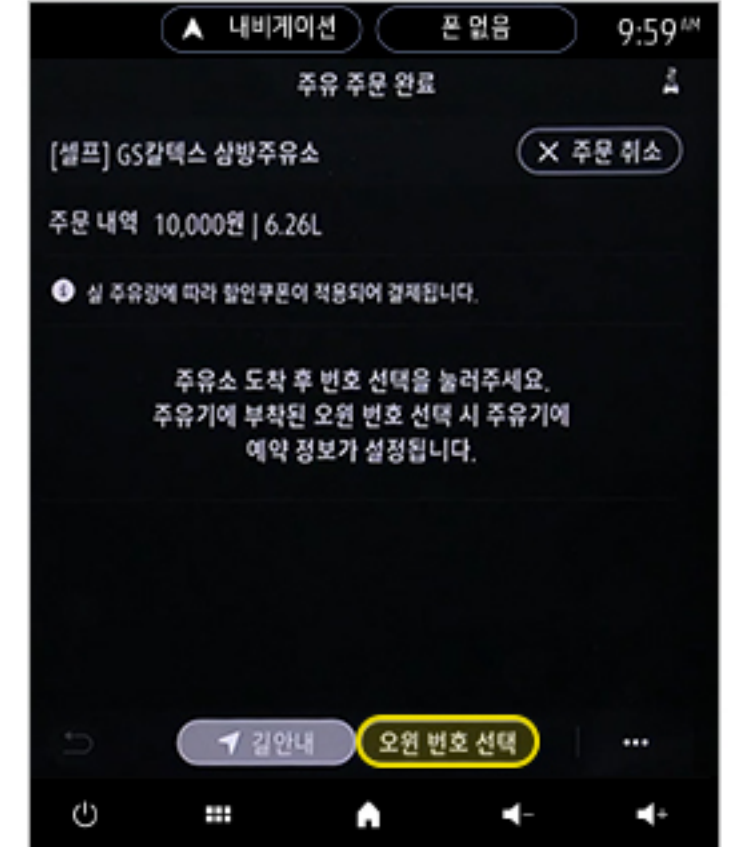 내비게이션
폰 없음
9:59 AM
주유 주문 완료
[셀프] GS칼텍스 삼방주유소
주문 취소
주문 내역 10,000원 | 6.26L
실 주유량에 따라 할인쿠폰이 적용되어 결제됩니다.
주유소 도착 후 번호 선택을 눌러주세요.
주유기에 부착된 오윈 번호 선택 시 주유기에
예약 정보가 설정됩니다.
길안내
오윈 번호 선택